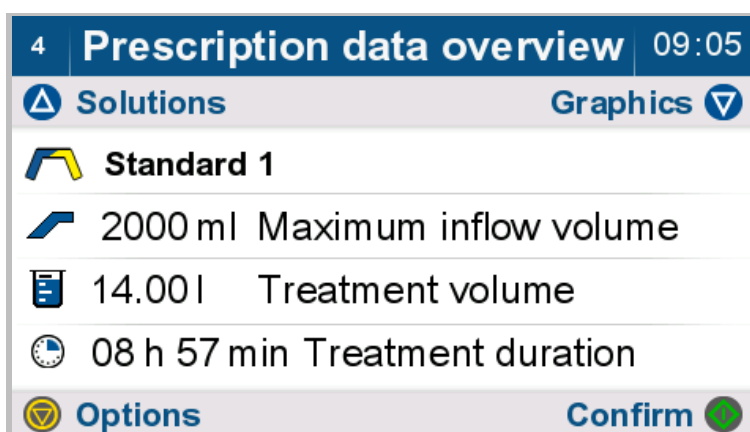 4 Prescription data overview 09:05
Solutions Graphics
Standard 1
2000 ml Maximum inflow volume
14.00 l Treatment volume
08 h 57 min Treatment duration
Options Confirm